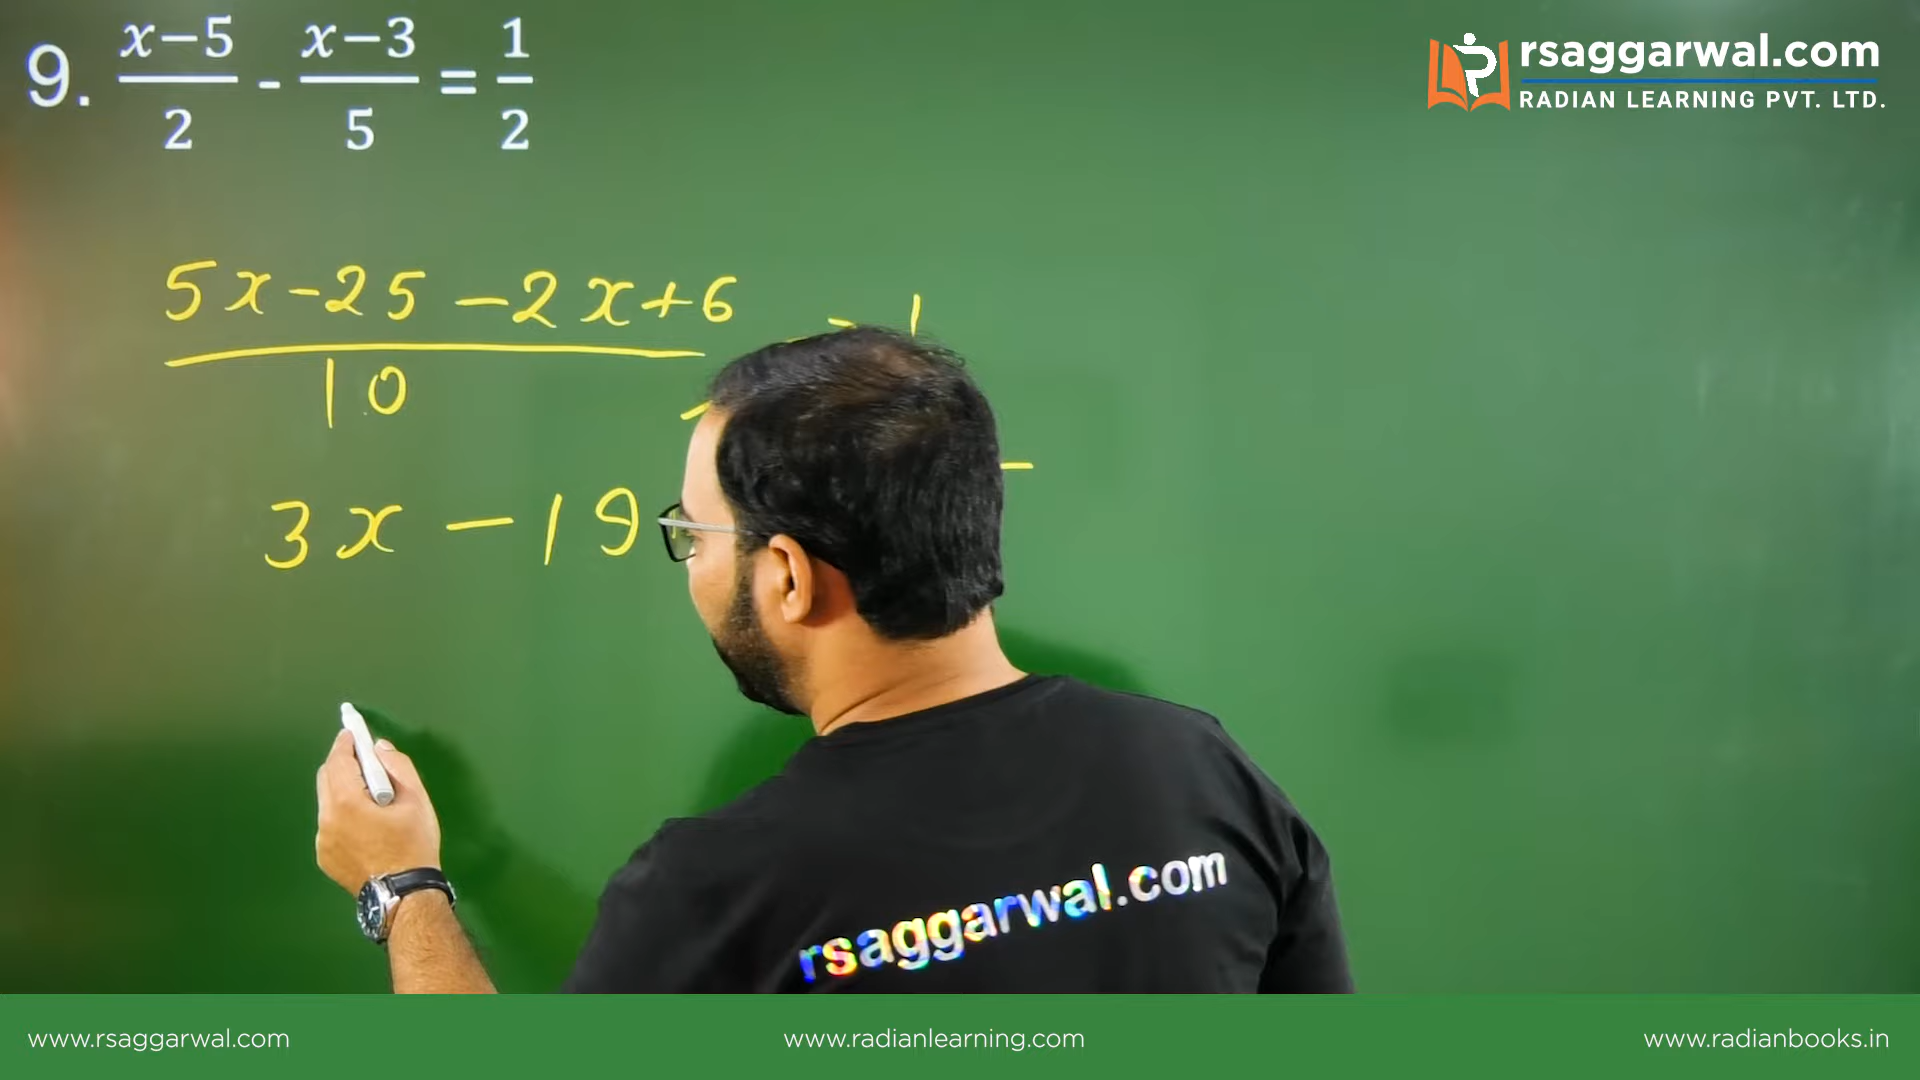 9. (x-5)/2 - (x-3)/5 = 1/2
rsaggarwal.com
RADIAN LEARNING PVT. LTD.
5x-25-2x+6
10
3x-19
rsaggarwal.com
www.rsaggarwal.com
www.radianlearning.com
www.radianbooks.in